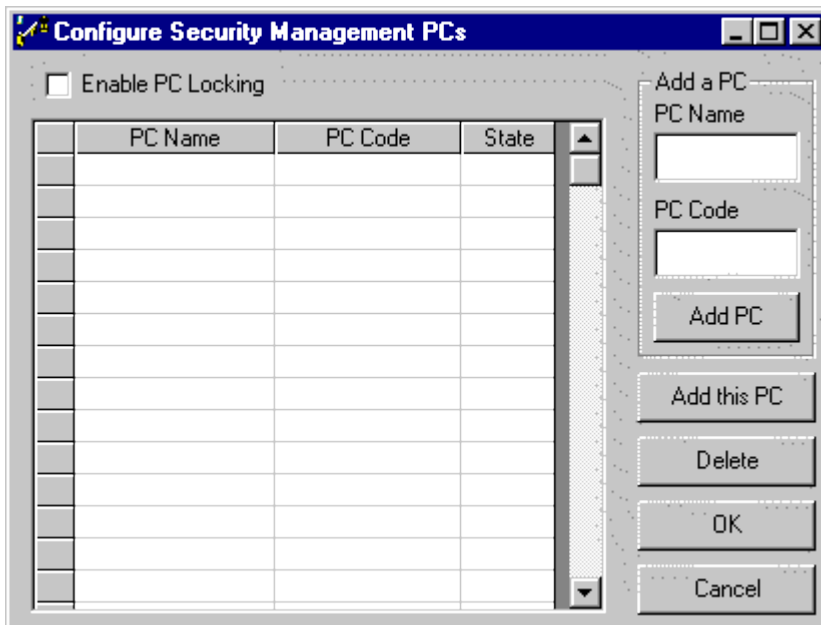 Configure Security Management PCs
Enable PC Locking
PC Name PC Code State
Add a PC
PC Name
PC Code
Add PC
Add this PC
Delete
OK
Cancel